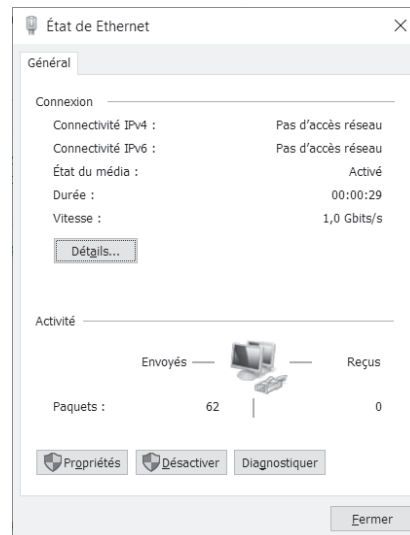 État de Ethernet
Général
Connexion
Connectivité IPv4 : Pas d'accès réseau
Connectivité IPv6 : Pas d'accès réseau
État du média : Activé
Durée : 00:00:29
Vitesse : 1,0 Gbits/s
Détails...
Activité
Envoyés — — Reçus
Paquets : 62 0
Propriétés Désactiver Diagnostiquer
Fermer